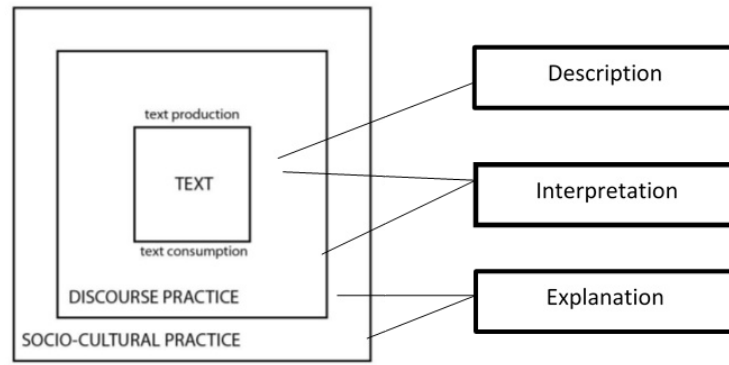 text production
TEXT
text consumption
DISCOURSE PRACTICE
SOCIO-CULTURAL PRACTICE
Description
Interpretation
Explanation